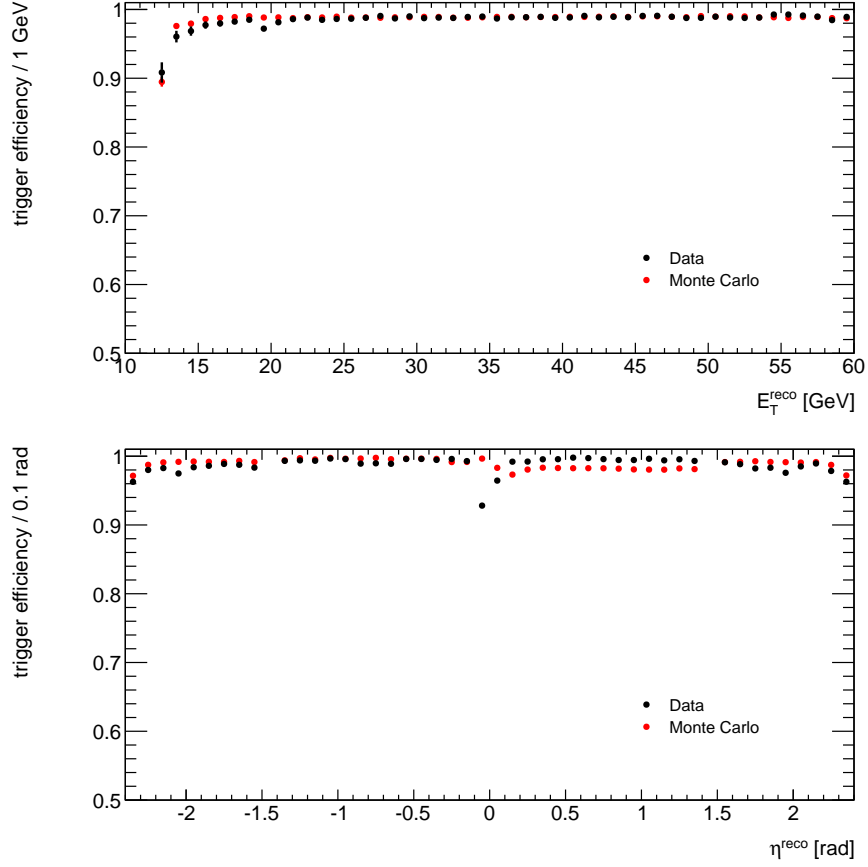 trigger efficiency / 1 GeV
1
0.9
0.8
0.7
0.6
0.5
Data
Monte Carlo
10 15 20 25 30 35 40 45 50 55 60
E_T^reco [GeV]
trigger efficiency / 0.1 rad
1
0.9
0.8
0.7
0.6
0.5
Data
Monte Carlo
-2 -1.5 -1 -0.5 0 0.5 1 1.5 2
η^reco [rad]